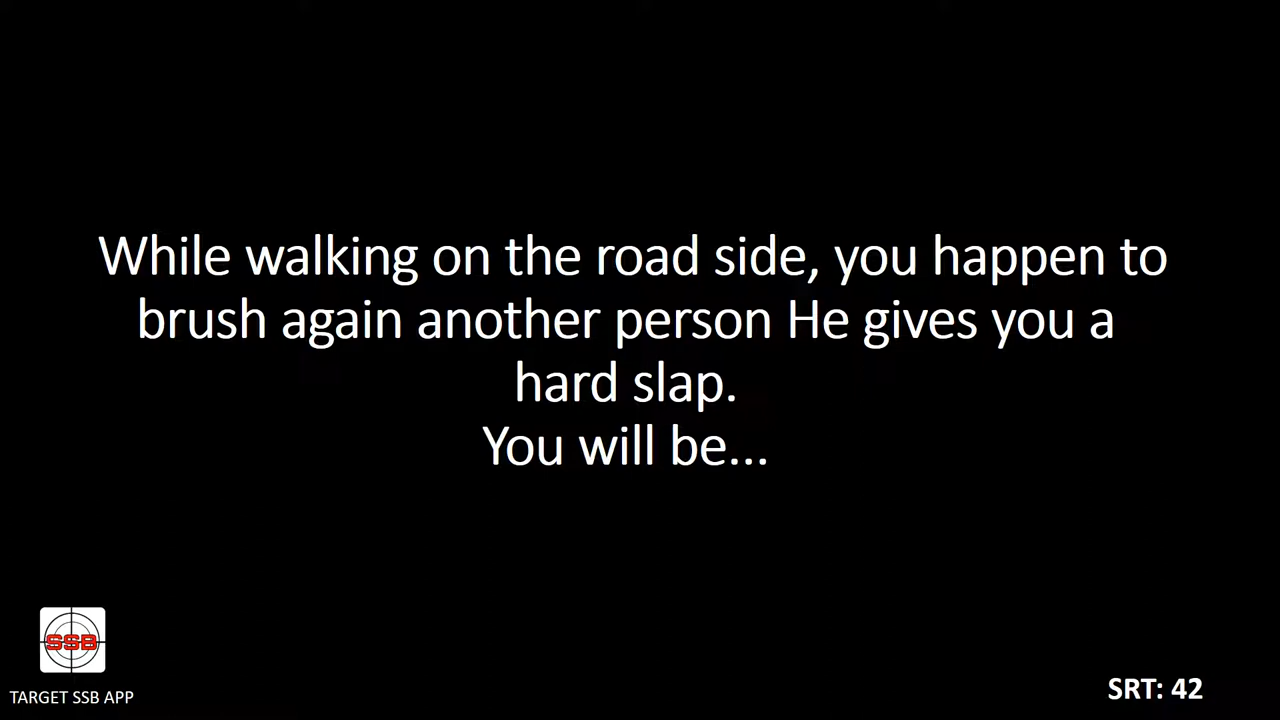 While walking on the road side, you happen to
brush again another person He gives you a
hard slap.
You will be...
SSB
TARGET SSB APP
SRT: 42